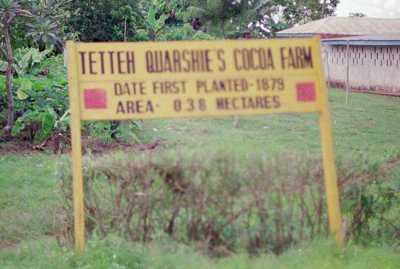 TETTEH QUARSHIE'S COCOA FARM
DATE FIRST PLANTED-1879
AREA- 0.38 HECTARES